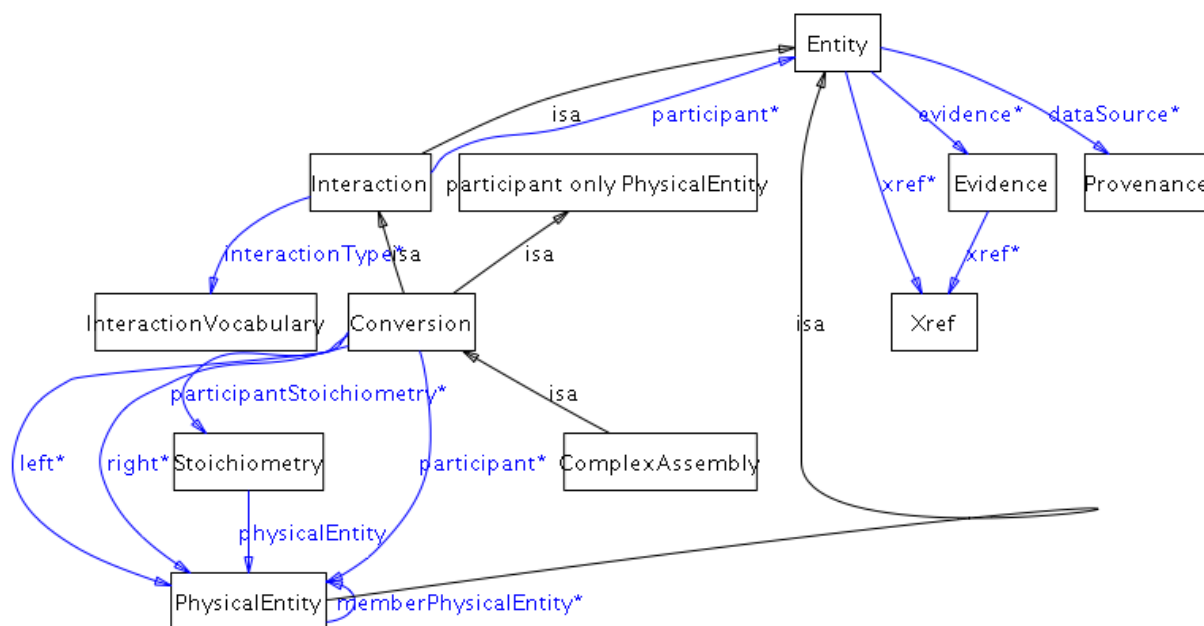 Entity
isa
participant*
evidence*
dataSource*
Interaction
participant only PhysicalEntity
xref*
Evidence
Provenance
interactionType*
isa
isa
xref*
InteractionVocabulary
Conversion
isa
Xref
participantStoichiometry*
isa
left*
right*
Stoichiometry
participant*
ComplexAssembly
physicalEntity
PhysicalEntity
memberPhysicalEntity*